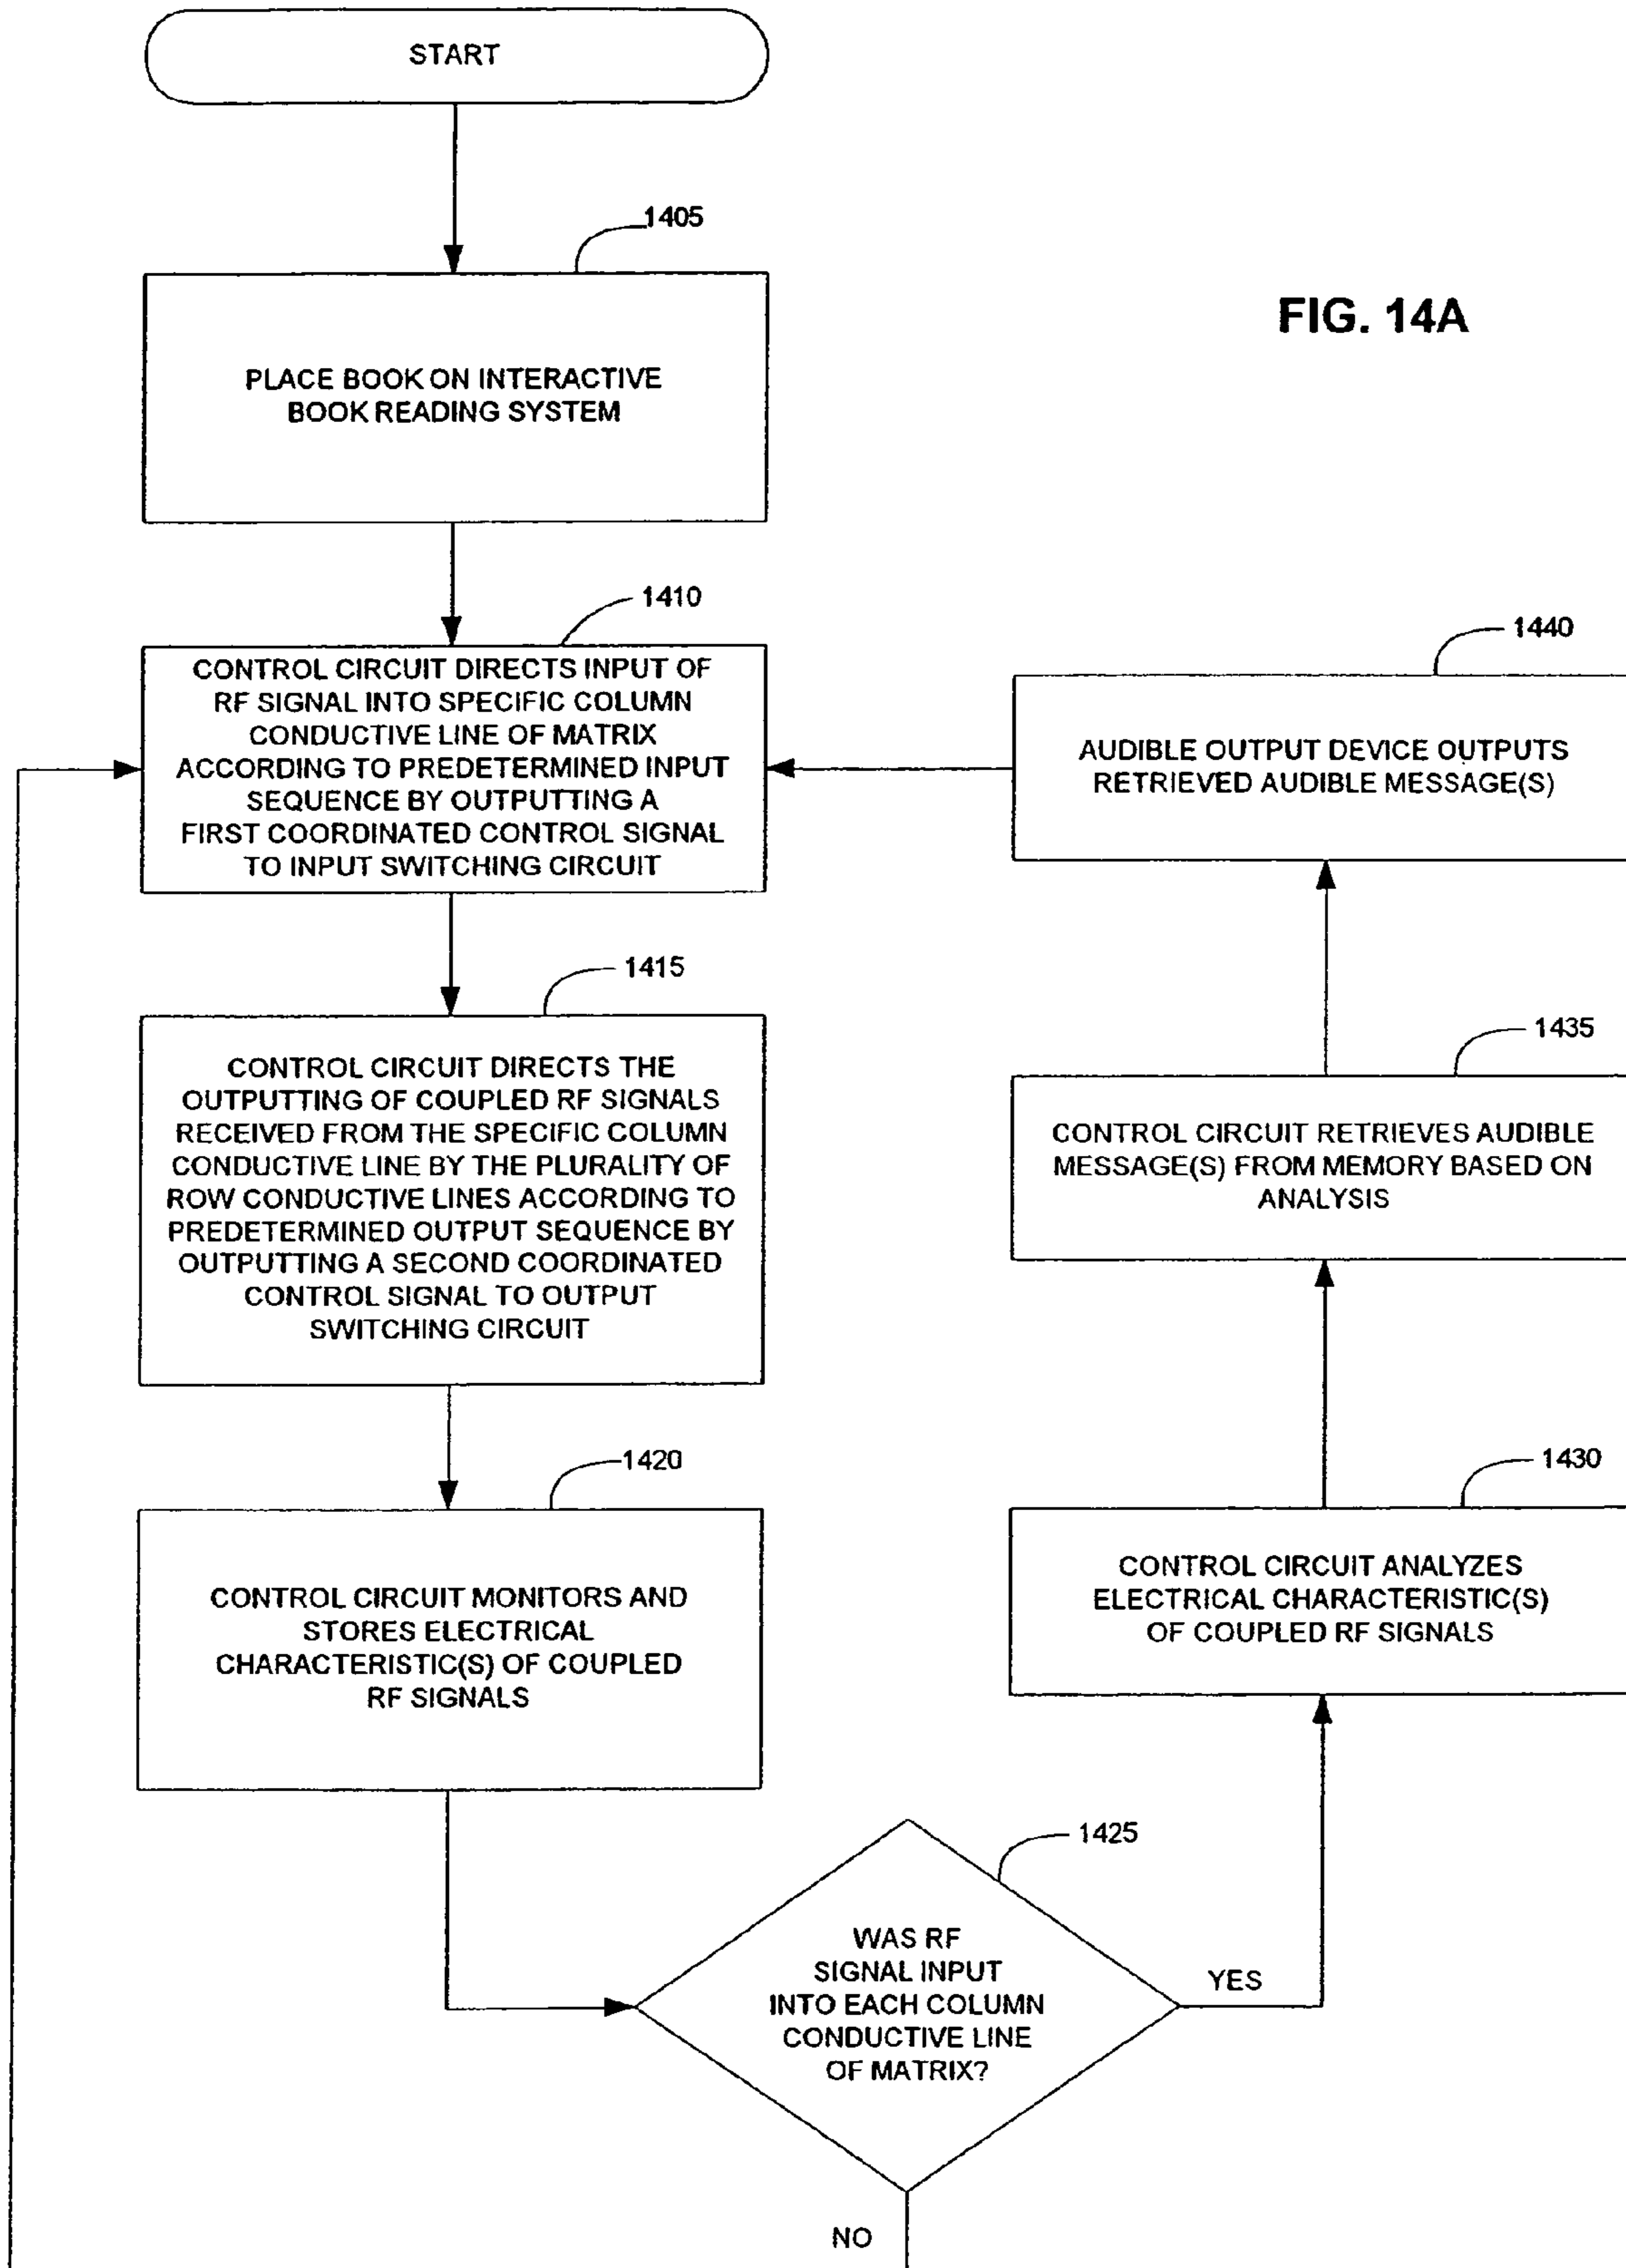 START
1405
PLACE BOOK ON INTERACTIVE
BOOK READING SYSTEM
FIG. 14A
1410
CONTROL CIRCUIT DIRECTS INPUT OF
RF SIGNAL INTO SPECIFIC COLUMN
CONDUCTIVE LINE OF MATRIX
ACCORDING TO PREDETERMINED INPUT
SEQUENCE BY OUTPUTTING A
FIRST COORDINATED CONTROL SIGNAL
TO INPUT SWITCHING CIRCUIT
1440
AUDIBLE OUTPUT DEVICE OUTPUTS
RETRIEVED AUDIBLE MESSAGE(S)
1415
CONTROL CIRCUIT DIRECTS THE
OUTPUTTING OF COUPLED RF SIGNALS
RECEIVED FROM THE SPECIFIC COLUMN
CONDUCTIVE LINE BY THE PLURALITY OF
ROW CONDUCTIVE LINES ACCORDING TO
PREDETERMINED OUTPUT SEQUENCE BY
OUTPUTTING A SECOND COORDINATED
CONTROL SIGNAL TO OUTPUT
SWITCHING CIRCUIT
1435
CONTROL CIRCUIT RETRIEVES AUDIBLE
MESSAGE(S) FROM MEMORY BASED ON
ANALYSIS
1420
CONTROL CIRCUIT MONITORS AND
STORES ELECTRICAL
CHARACTERISTIC(S) OF COUPLED
RF SIGNALS
1430
CONTROL CIRCUIT ANALYZES
ELECTRICAL CHARACTERISTIC(S)
OF COUPLED RF SIGNALS
1425
WAS RF
SIGNAL INPUT
INTO EACH COLUMN
CONDUCTIVE LINE
OF MATRIX?
YES
NO